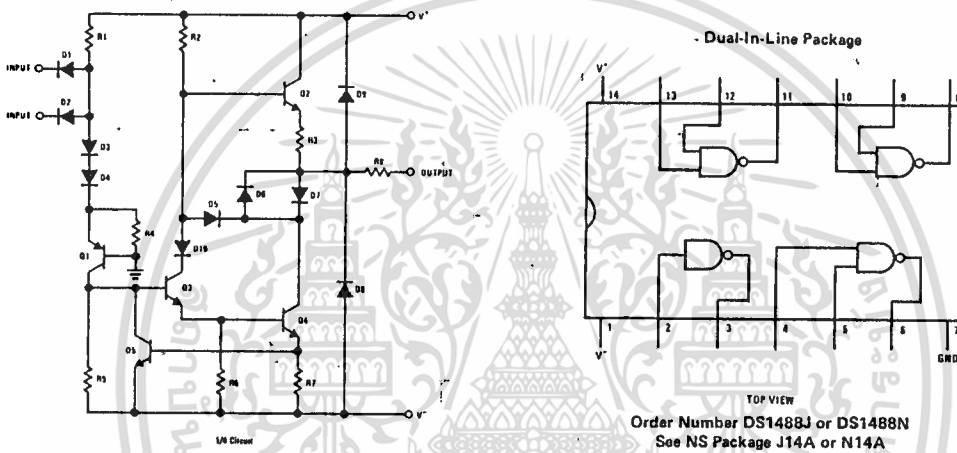 V+
R1
R2
D1
INPUT
D2
INPUT
Q2
D9
R3
D3
D4
R8
OUTPUT
D6
D7
D5
R4
Q1
D10
Q3
D8
Q4
Q5
R5
R6
R7
V-
1/4 Circuit
Dual-In-Line Package
V+
14
13
12
11
10
9
1
2
3
4
5
6
7
V-
GND
TOP VIEW
Order Number DS1488J or DS1488N
See NS Package J14A or N14A